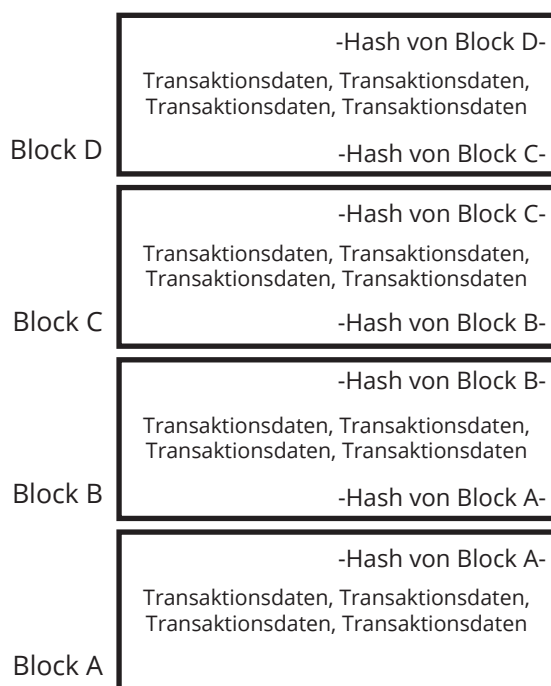 -Hash von Block D-
Transaktionsdaten, Transaktionsdaten,
Transaktionsdaten, Transaktionsdaten
Block D
-Hash von Block C-
-Hash von Block C-
Transaktionsdaten, Transaktionsdaten,
Transaktionsdaten, Transaktionsdaten
Block C
-Hash von Block B-
-Hash von Block B-
Transaktionsdaten, Transaktionsdaten,
Transaktionsdaten, Transaktionsdaten
Block B
-Hash von Block A-
-Hash von Block A-
Transaktionsdaten, Transaktionsdaten,
Transaktionsdaten, Transaktionsdaten
Block A